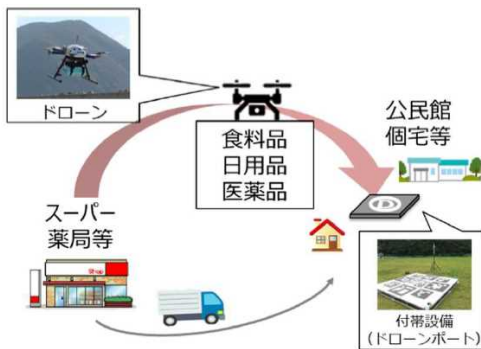 ドローン
食料品
日用品
医薬品
公民館
個宅等
スーパー
薬局等
付帯設備
（ドローンポート）